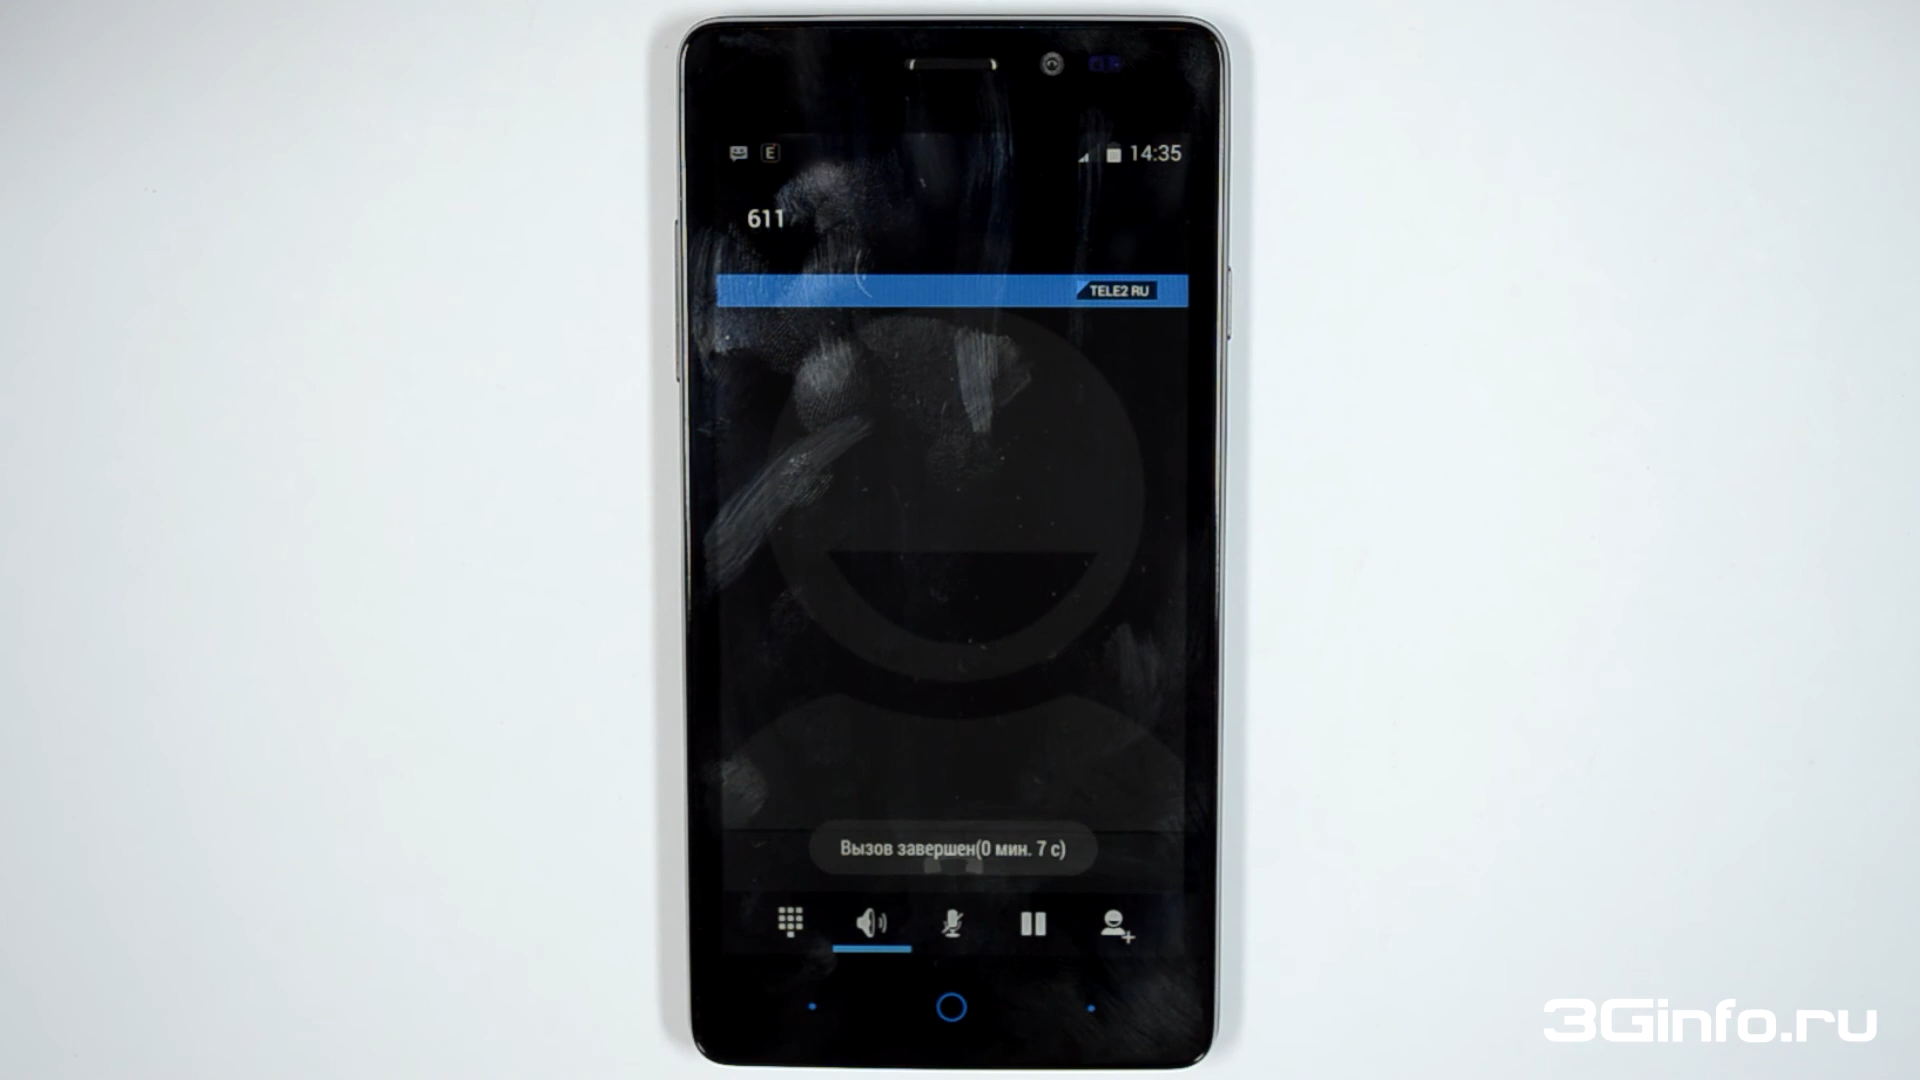 E
14:35
611
TELE2 RU
Вызов завершен(0 мин. 7 с)
3Ginfo.ru